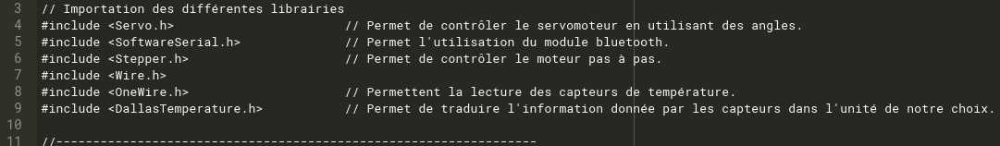 3 // Importation des différentes librairies
4 #include <Servo.h> // Permet de contrôler le servomoteur en utilisant des angles.
5 #include <SoftwareSerial.h> // Permet l'utilisation du module bluetooth.
6 #include <Stepper.h> // Permet de contrôler le moteur pas à pas.
7 #include <Wire.h>
8 #include <OneWire.h> // Permettent la lecture des capteurs de température.
9 #include <DallasTemperature.h> // Permet de traduire l'information donnée par les capteurs dans l'unité de notre choix.
10
11 //-----------------------------------------------------------------